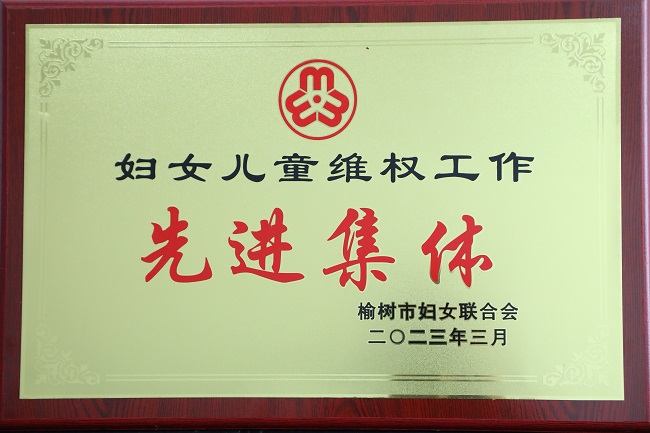 妇女儿童维权工作
先进集体
榆树市妇女联合会
二〇二三年三月